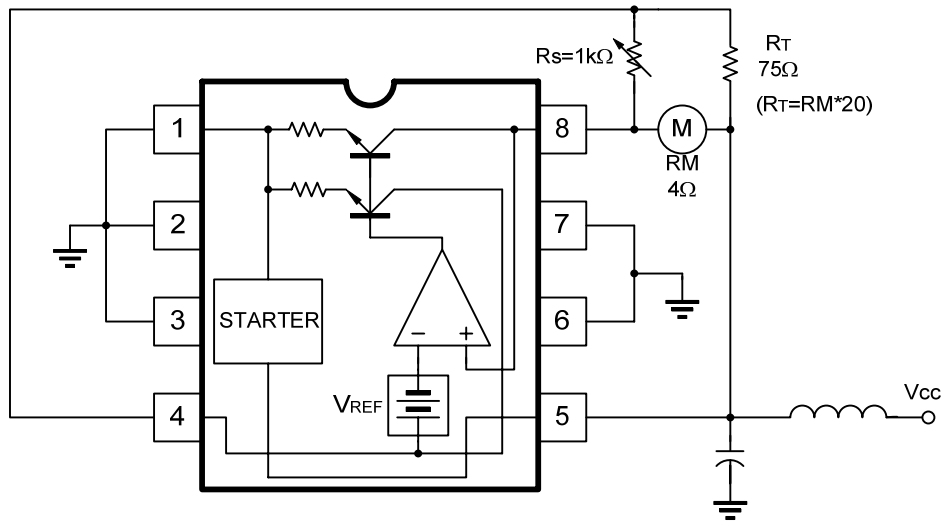 Rs=1kΩ
RT
75Ω
(RT=RM*20)
1
8
M
RM
4Ω
2
7
3
STARTER
6
− +
VREF
4
5
Vcc